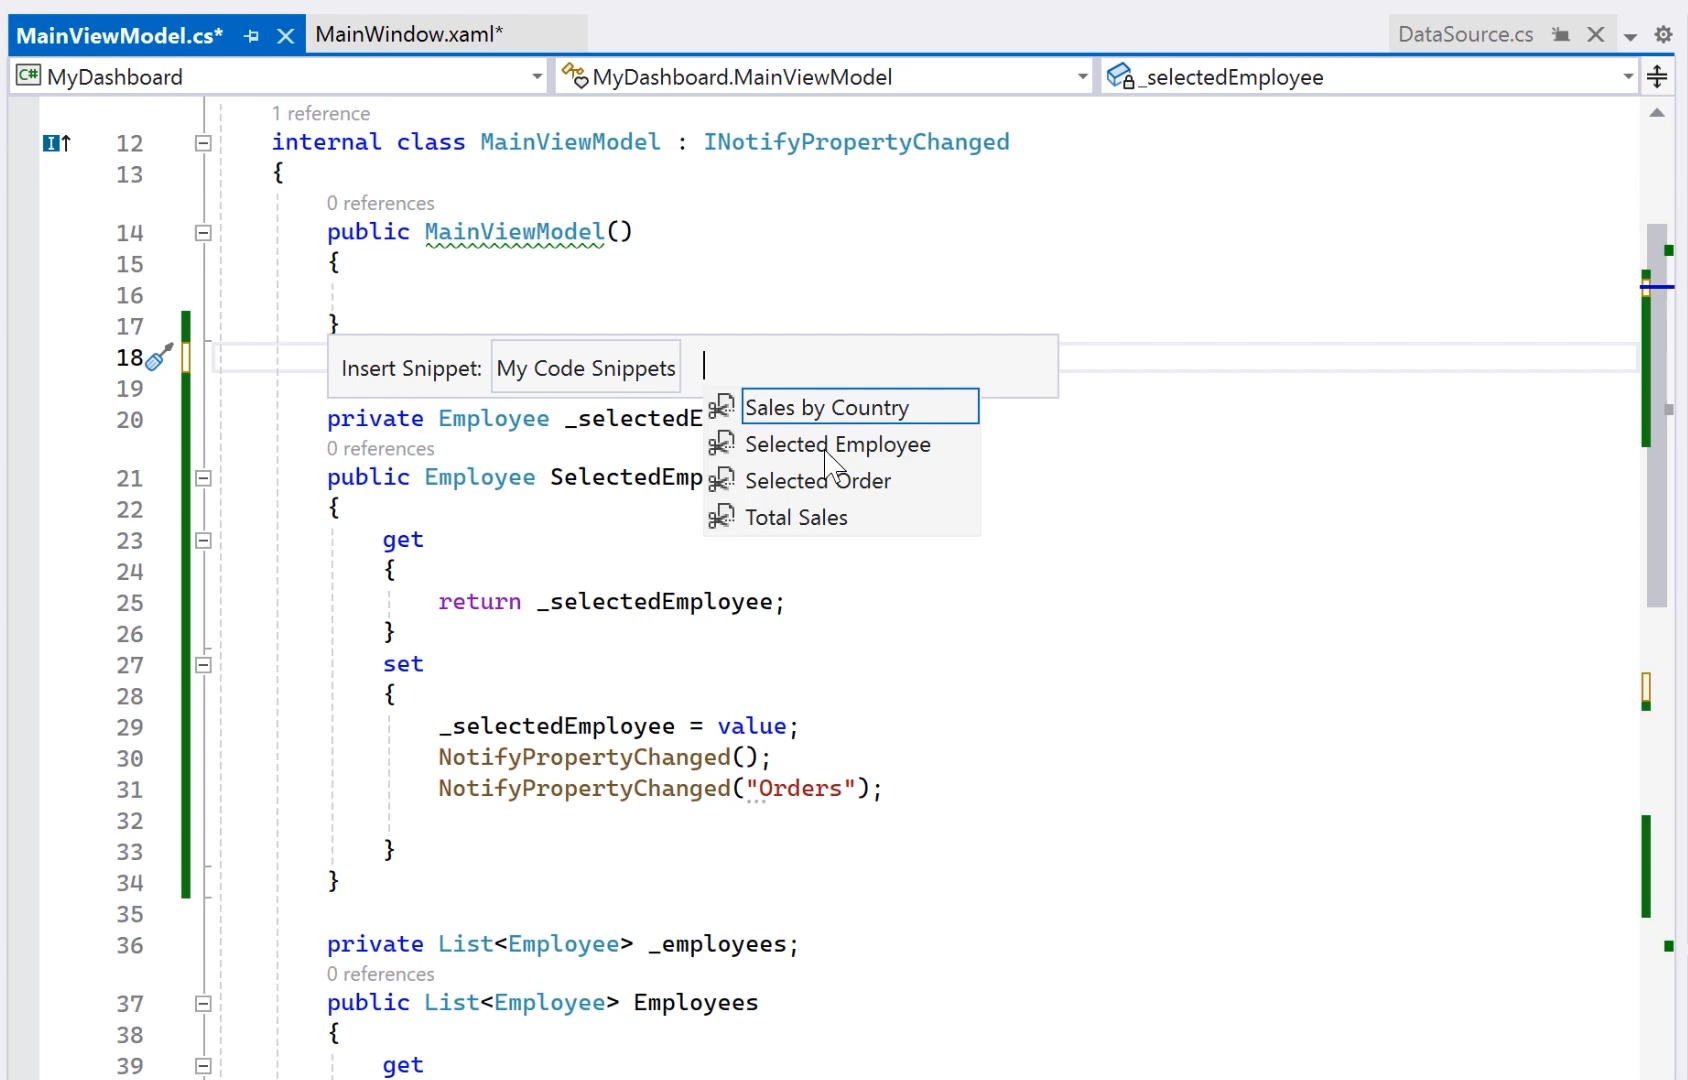 MainViewModel.cs* MainWindow.xaml* DataSource.cs
C# MyDashboard MyDashboard.MainViewModel _selectedEmployee
1 reference
12 internal class MainViewModel : INotifyPropertyChanged
13 {
0 references
14 public MainViewModel()
15 {
16
17 }
18
Insert Snippet: My Code Snippets
19
Sales by Country
20 private Employee _selectedE
Selected Employee
0 references
21 public Employee SelectedEmp
Selected Order
22 {
Total Sales
23 get
24 {
25 return _selectedEmployee;
26 }
27 set
28 {
29 _selectedEmployee = value;
30 NotifyPropertyChanged();
31 NotifyPropertyChanged("Orders");
32
33 }
34 }
35
36 private List<Employee> _employees;
0 references
37 public List<Employee> Employees
38 {
39 get